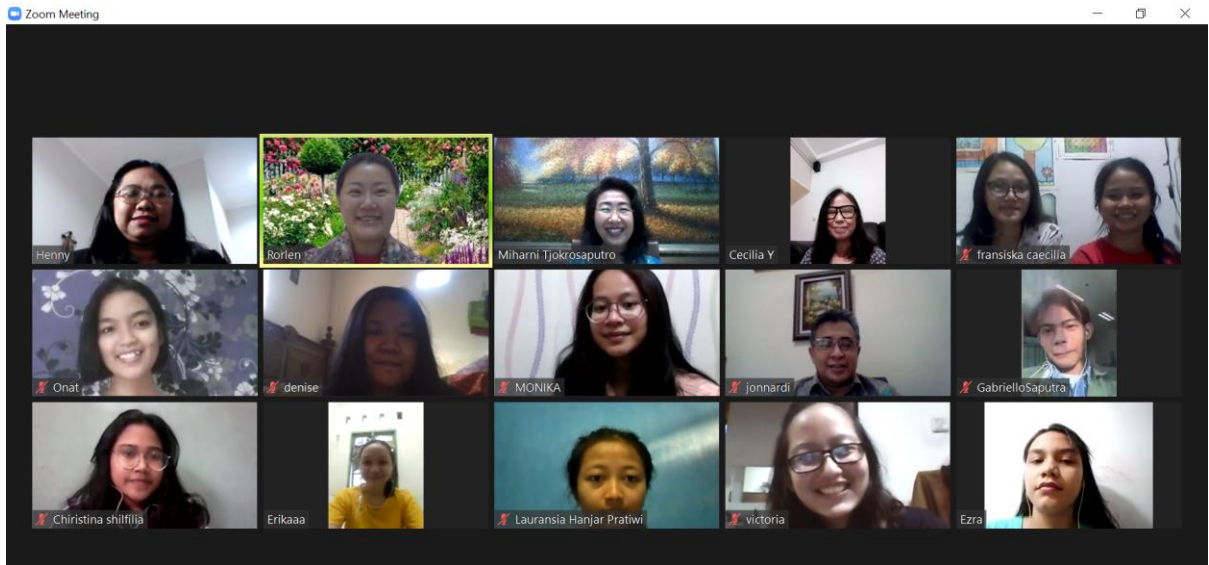 Zoom Meeting
Henny
Rorlen
Miharni Tjokrosaputro
Cecilia Y
fransiska caecilia
Onat
denise
MONIKA
jonnardi
GabrielloSaputra
Chiristina shilfilia
Erikaaa
Lauransia Hanjar Pratiwi
victoria
Ezra